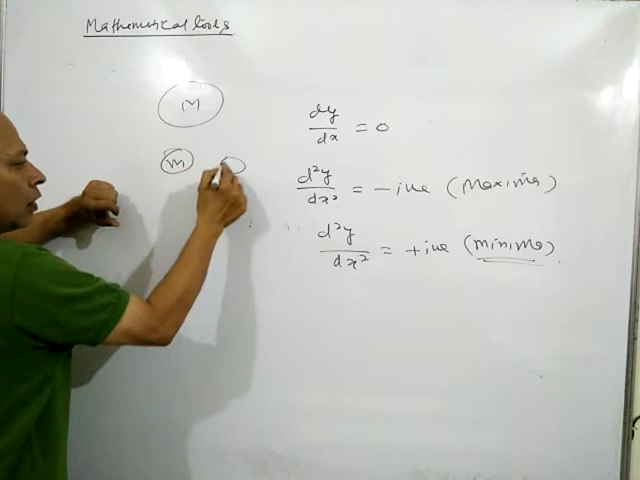 Mathematical tools
M
dy/dx = 0
m
d²y/dx² = -ive (Maxima)
d²y/dx² = +ive (minima)